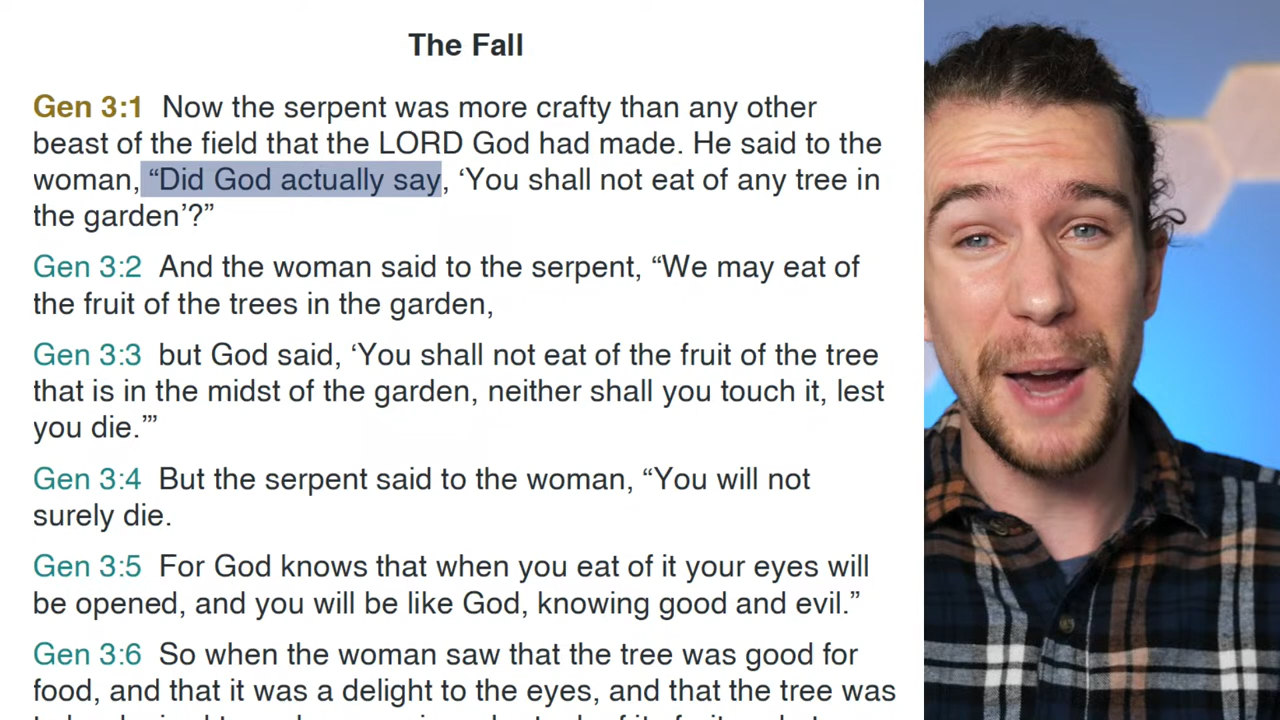 The Fall
Gen 3:1 Now the serpent was more crafty than any other
beast of the field that the LORD God had made. He said to the
woman, “Did God actually say, ‘You shall not eat of any tree in
the garden’?”
Gen 3:2 And the woman said to the serpent, “We may eat of
the fruit of the trees in the garden,
Gen 3:3 but God said, ‘You shall not eat of the fruit of the tree
that is in the midst of the garden, neither shall you touch it, lest
you die.’”
Gen 3:4 But the serpent said to the woman, “You will not
surely die.
Gen 3:5 For God knows that when you eat of it your eyes will
be opened, and you will be like God, knowing good and evil.”
Gen 3:6 So when the woman saw that the tree was good for
food, and that it was a delight to the eyes, and that the tree was